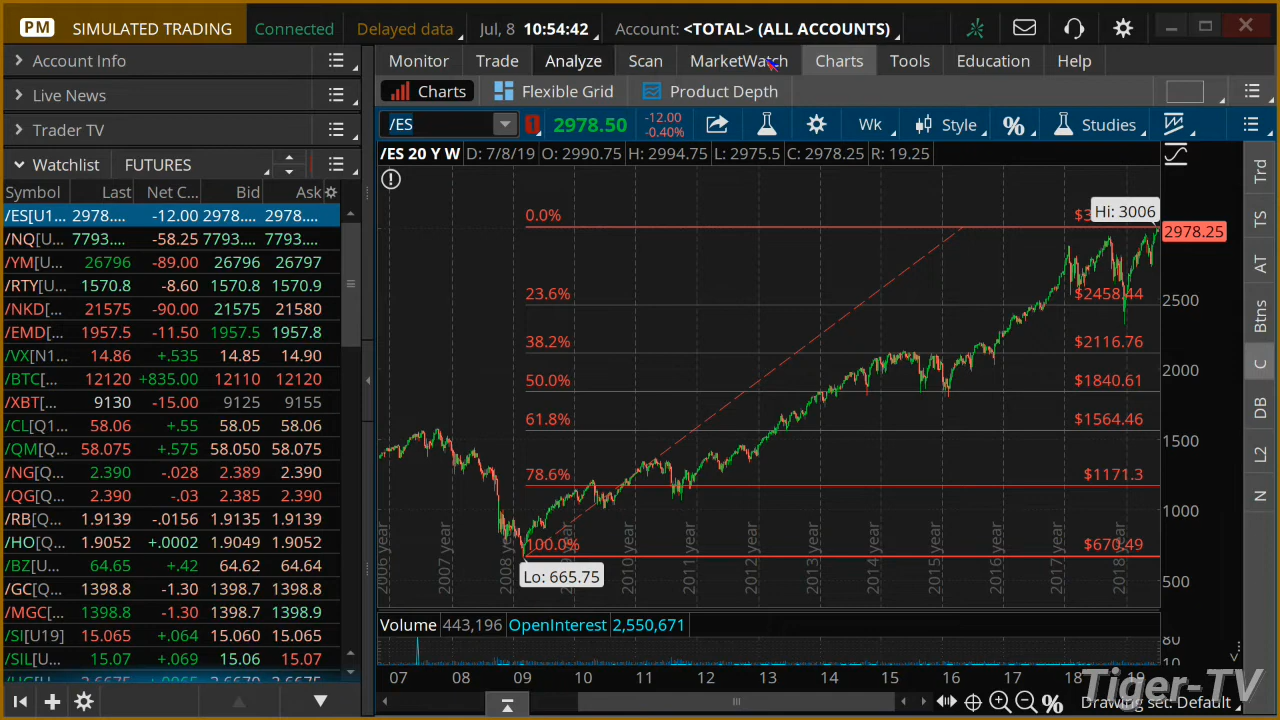 PM SIMULATED TRADING Connected Delayed data Jul, 8 10:54:42 Account: <TOTAL> (ALL ACCOUNTS)
Account Info
Live News
Trader TV
Watchlist FUTURES
Symbol Last Net C... Bid Ask
/ES[U1... 2978.... -12.00 2978.... 2978....
/NQ[U... 7793.... -58.25 7793.... 7793....
/YM[U... 26796 -89.00 26796 26797
/RTY[U... 1570.8 -8.60 1570.8 1570.9
/NKD[... 21575 -90.00 21575 21580
/EMD[... 1957.5 -11.50 1957.5 1957.8
/VX[N1... 14.86 +.535 14.85 14.90
/BTC[... 12120 +835.00 12110 12120
/XBT[... 9130 -15.00 9125 9155
/CL[Q1... 58.06 +.55 58.05 58.06
/QM[Q... 58.075 +.575 58.050 58.075
/NG[Q... 2.390 -.028 2.389 2.390
/QG[Q... 2.390 -.03 2.385 2.390
/RB[Q... 1.9139 -.0156 1.9135 1.9139
/HO[Q... 1.9052 +.0002 1.9049 1.9052
/BZ[U... 64.65 +.42 64.62 64.64
/GC[Q... 1398.8 -1.30 1398.7 1398.8
/MGC[... 1398.8 -1.30 1398.7 1398.9
/SI[U19] 15.065 +.064 15.060 15.065
/SIL[U... 15.07 +.069 15.06 15.07
Monitor Trade Analyze Scan MarketWatch Charts Tools Education Help
Charts Flexible Grid Product Depth
/ES 1 2978.50 -12.00 -0.40% Wk Style % Studies
/ES 20 Y W D: 7/8/19 O: 2990.75 H: 2994.75 L: 2975.5 C: 2978.25 R: 19.25
Hi: 3006
0.0%
2978.25
23.6% $2458.44
2500
38.2% $2116.76
2000
50.0% $1840.61
61.8% $1564.46
1500
78.6% $1171.3
1000
100.0% $670.49
Lo: 665.75
500
2006 year 2007 year 2008 year 2009 year 2010 year 2011 year 2012 year 2013 year 2014 year 2015 year 2016 year 2017 year 2018 year
Volume 443,196 OpenInterest 2,550,671
80
10
07 08 09 10 11 12 13 14 15 16 17 18 19
Drawing set: Default
Trd
TS
AT
Btns
C
DB
L2
N
Tiger-TV